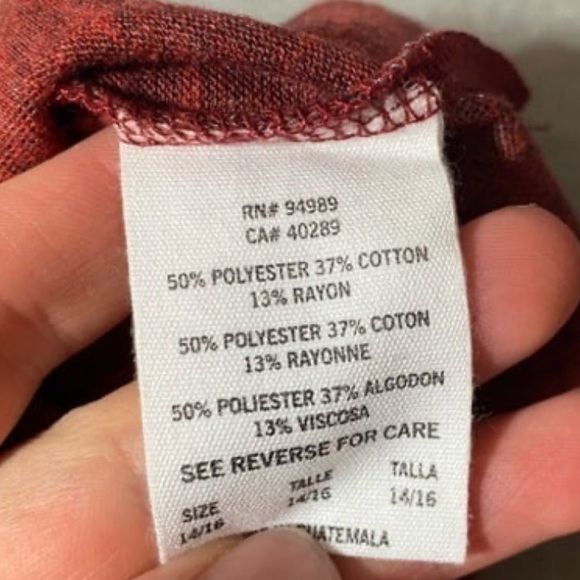 RN# 94989
CA# 40289
50% POLYESTER 37% COTTON
13% RAYON
50% POLYESTER 37% COTON
13% RAYONNE
50% POLIESTER 37% ALGODON
13% VISCOSA
SEE REVERSE FOR CARE
SIZE TALLE TALLA
14/16 14/16 14/16
GUATEMALA